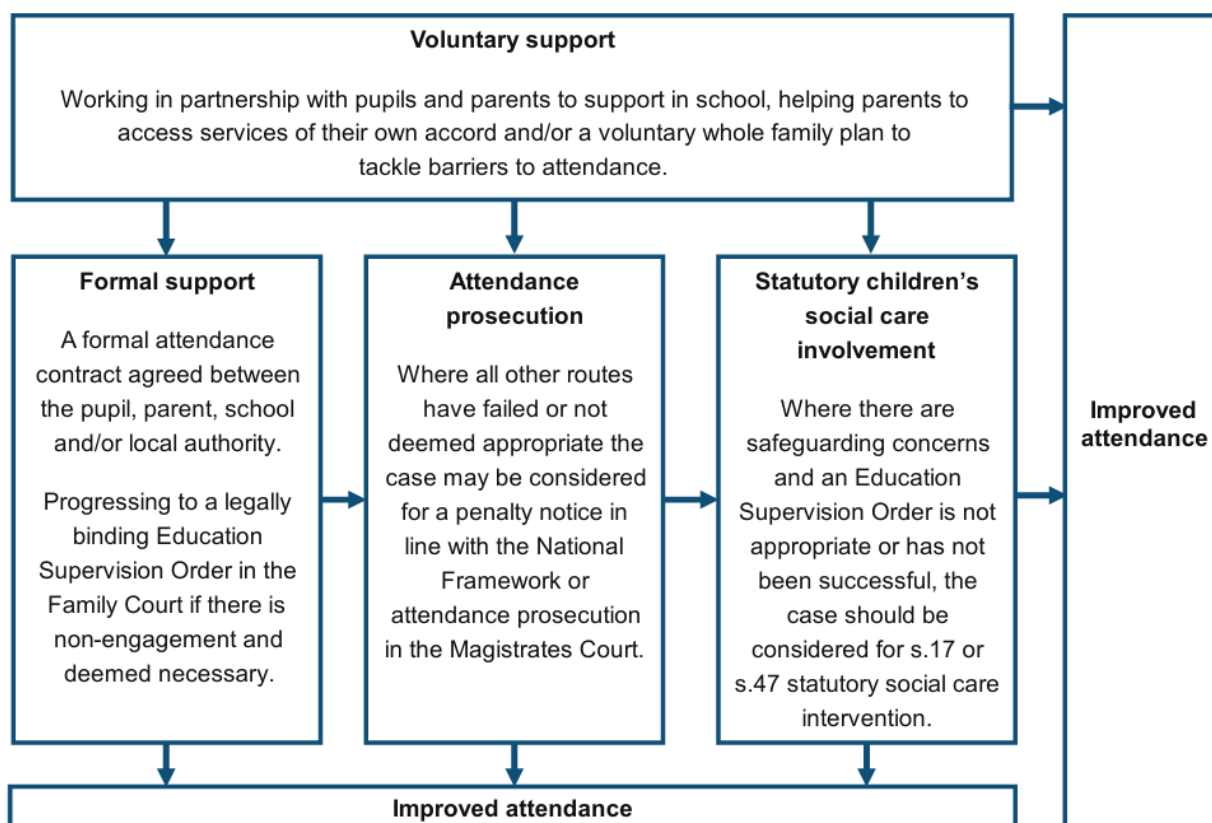 Voluntary support
Working in partnership with pupils and parents to support in school, helping parents to
access services of their own accord and/or a voluntary whole family plan to
tackle barriers to attendance.
Formal support
A formal attendance
contract agreed between
the pupil, parent, school
and/or local authority.
Progressing to a legally
binding Education
Supervision Order in the
Family Court if there is
non-engagement and
deemed necessary.
Attendance
prosecution
Where all other routes
have failed or not
deemed appropriate the
case may be considered
for a penalty notice in
line with the National
Framework or
attendance prosecution
in the Magistrates Court.
Statutory children’s
social care
involvement
Where there are
safeguarding concerns
and an Education
Supervision Order is not
appropriate or has not
been successful, the
case should be
considered for s.17 or
s.47 statutory social care
intervention.
Improved
attendance
Improved attendance